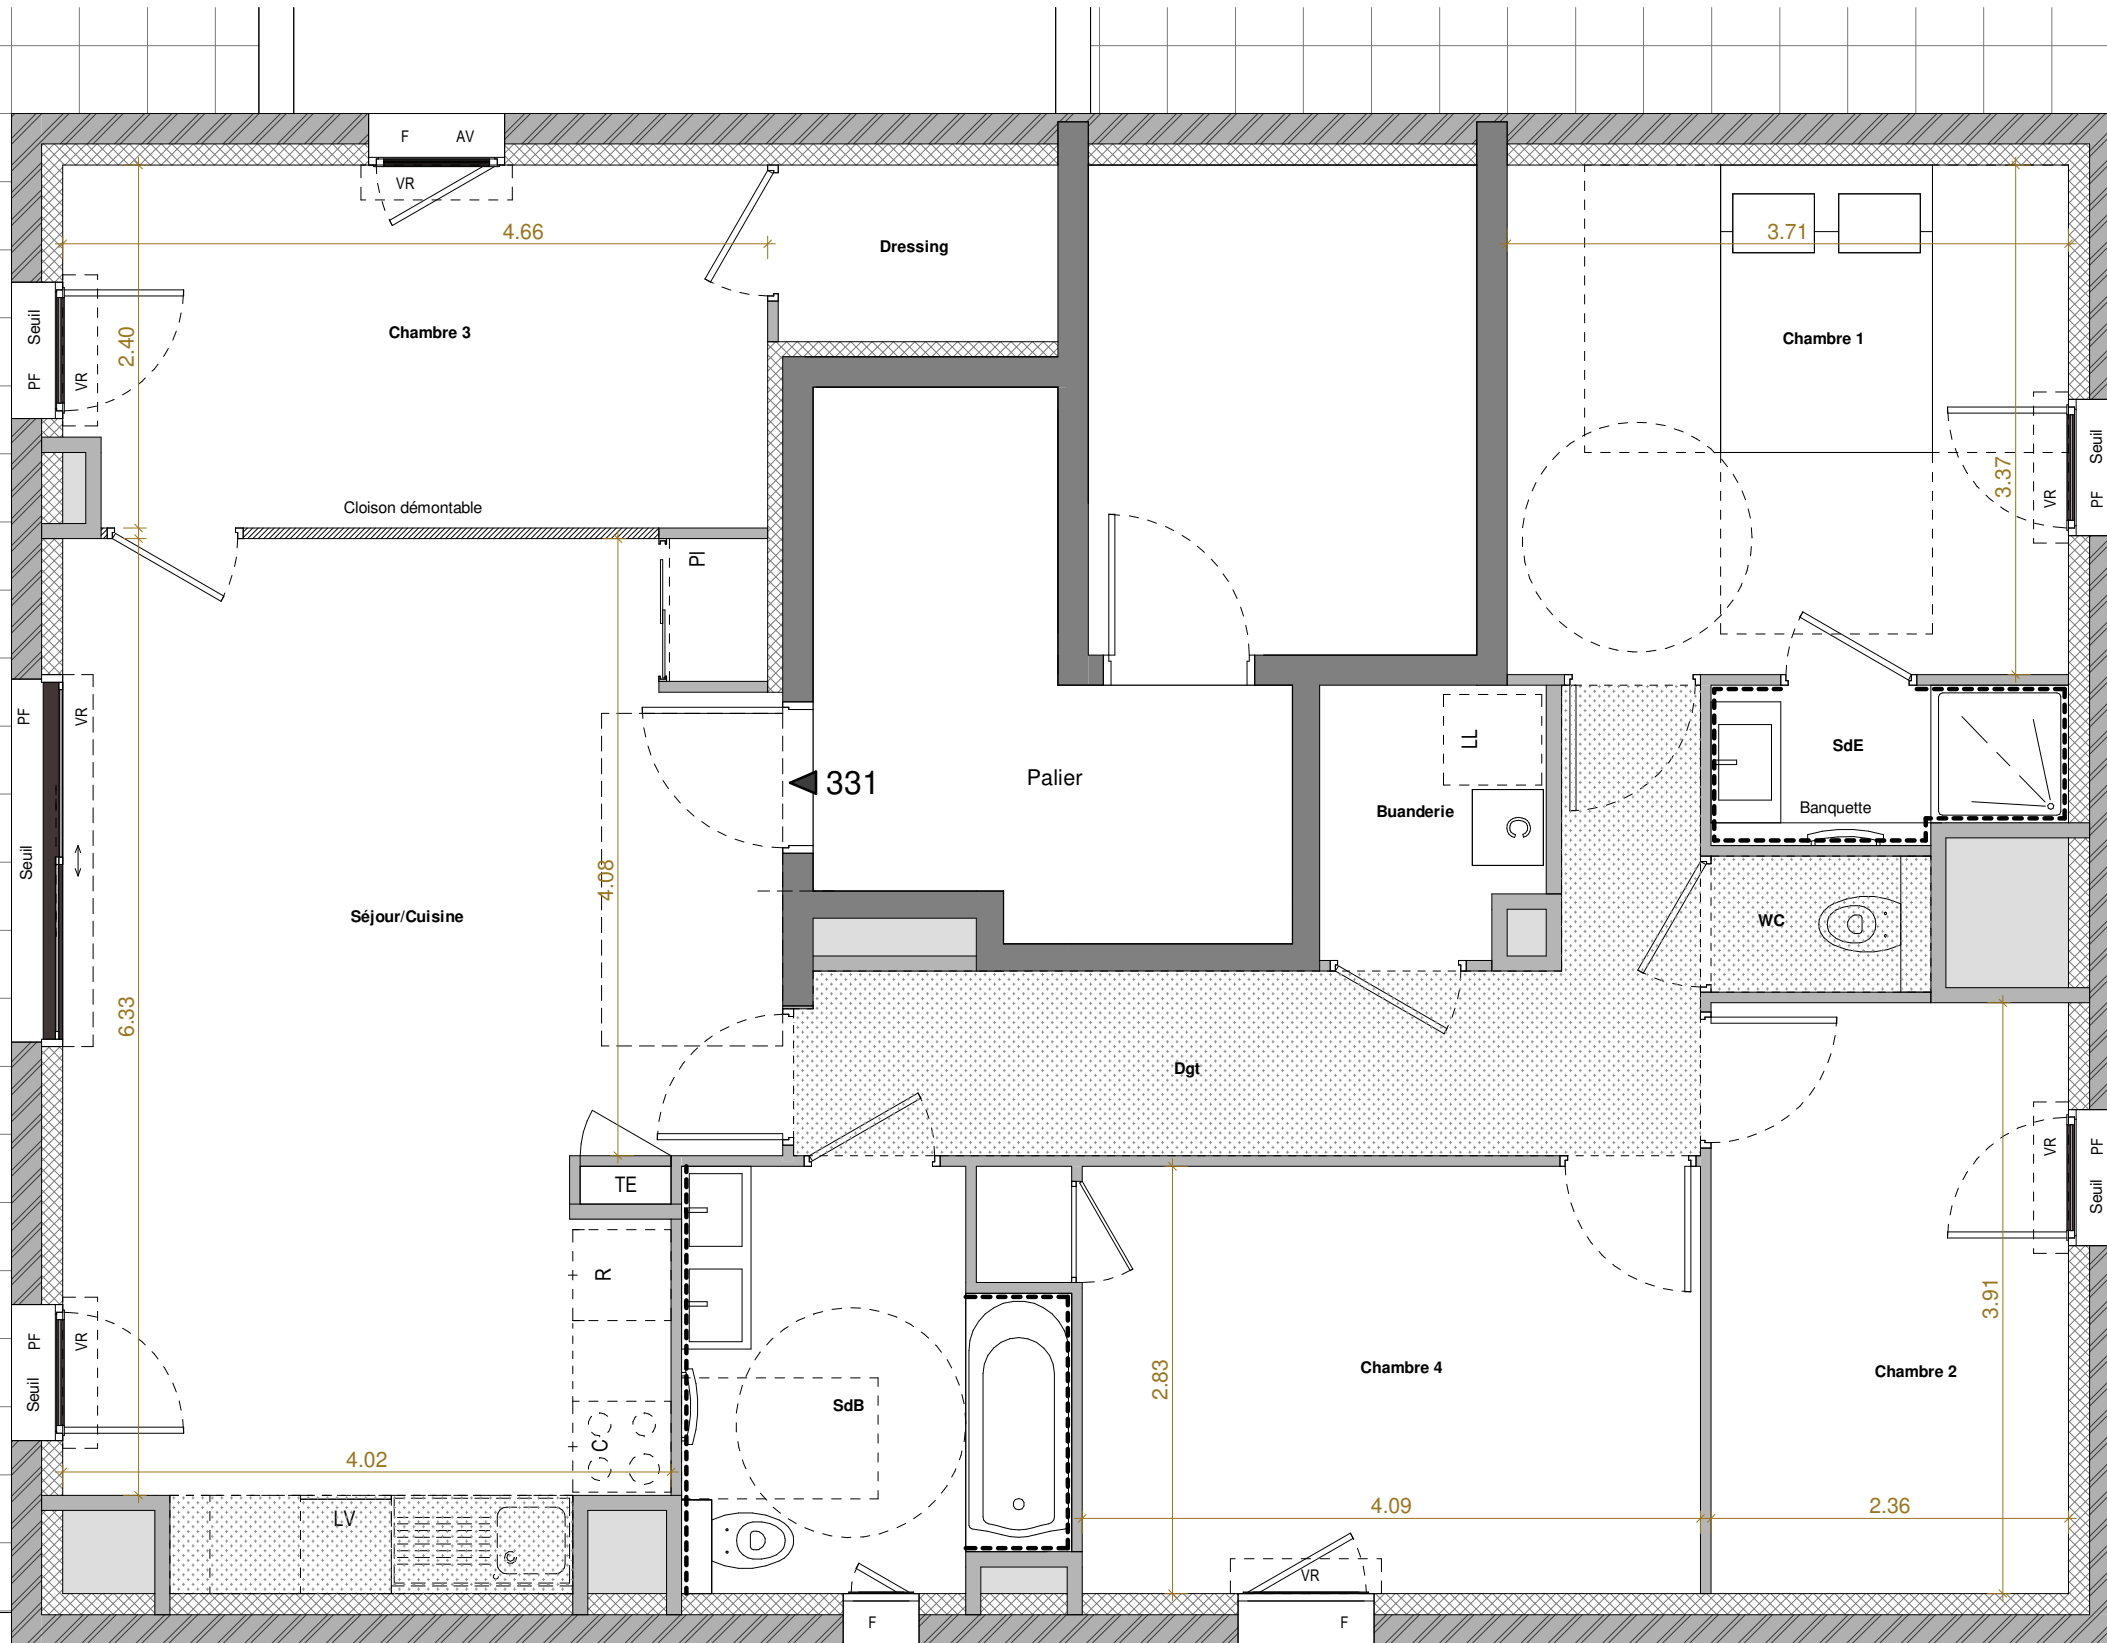 F AV
VR
4.66
Dressing
3.71
Seuil
PF
VR
2.40
Chambre 3
Chambre 1
Seuil
PF
VR
3.37
Cloison démontable
Pl
PF
VR
Seuil
331
Palier
LL
Buanderie
C
SdE
Banquette
4.08
Séjour/Cuisine
WC
6.33
Dgt
VR
PF
Seuil
TE
R
C
PF
VR
Seuil
SdB
2.83
Chambre 4
Chambre 2
3.91
4.02
LV
4.09
2.36
VR
F
F